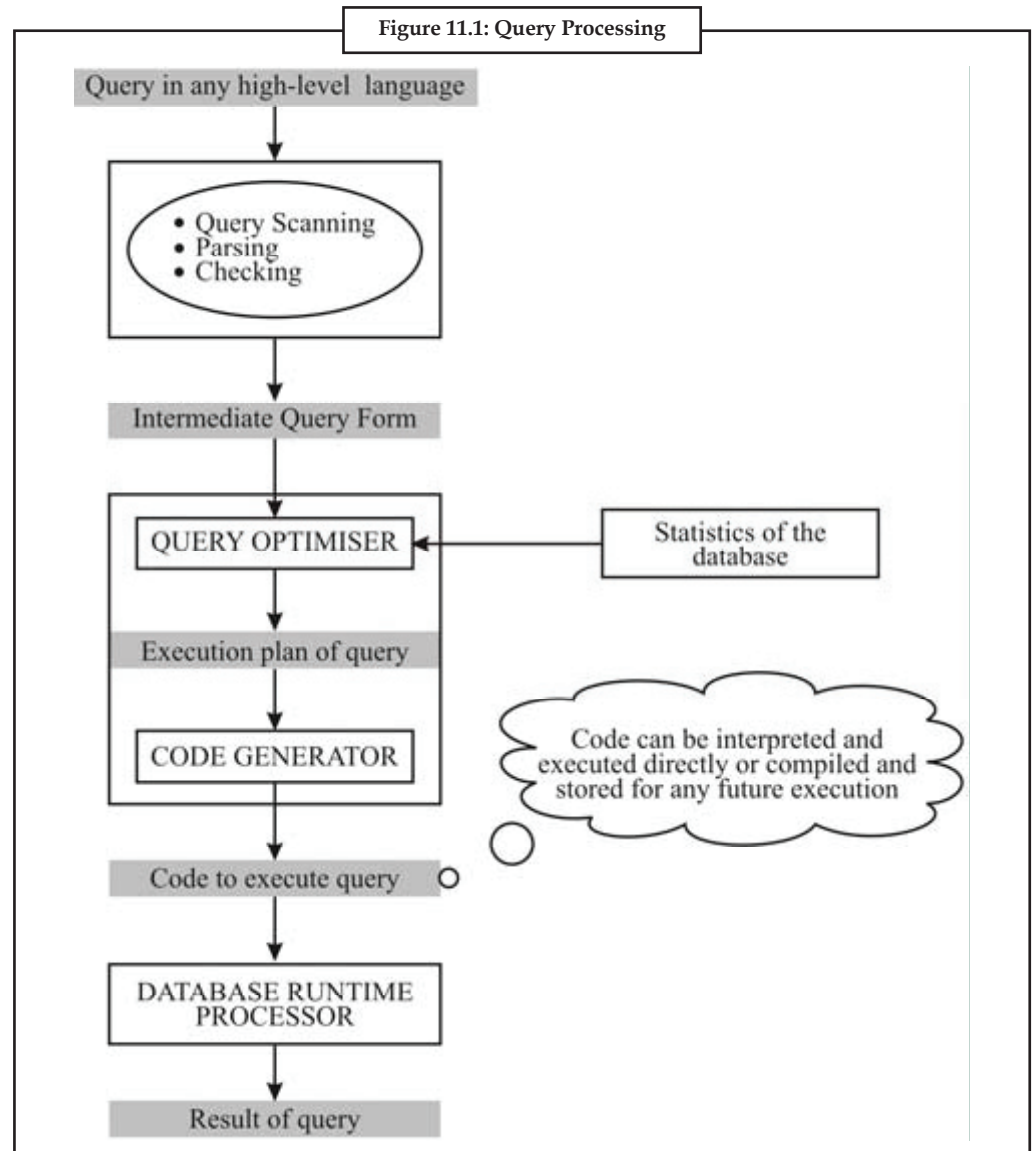 Figure 11.1: Query Processing
Query in any high-level language
• Query Scanning
• Parsing
• Checking
Intermediate Query Form
QUERY OPTIMISER
Statistics of the
database
Execution plan of query
CODE GENERATOR
Code can be interpreted and
executed directly or compiled and
stored for any future execution
Code to execute query
DATABASE RUNTIME
PROCESSOR
Result of query